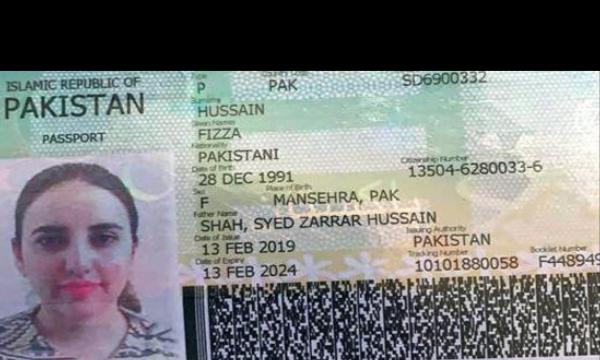 ISLAMIC REPUBLIC OF
PAKISTAN
PASSPORT
Type
P
Country Code
PAK
SD6900332
Surname
HUSSAIN
Given Names
FIZZA
Nationality
PAKISTANI
Citizenship Number
13504-6280033-6
Date of Birth
28 DEC 1991
Sex
F
Place of Birth
MANSEHRA, PAK
Father Name
SHAH, SYED ZARRAR HUSSAIN
Date of Issue
13 FEB 2019
Issuing Authority
PAKISTAN
Date of Expiry
13 FEB 2024
Tracking Number
10101880058
Booklet Number
F448949